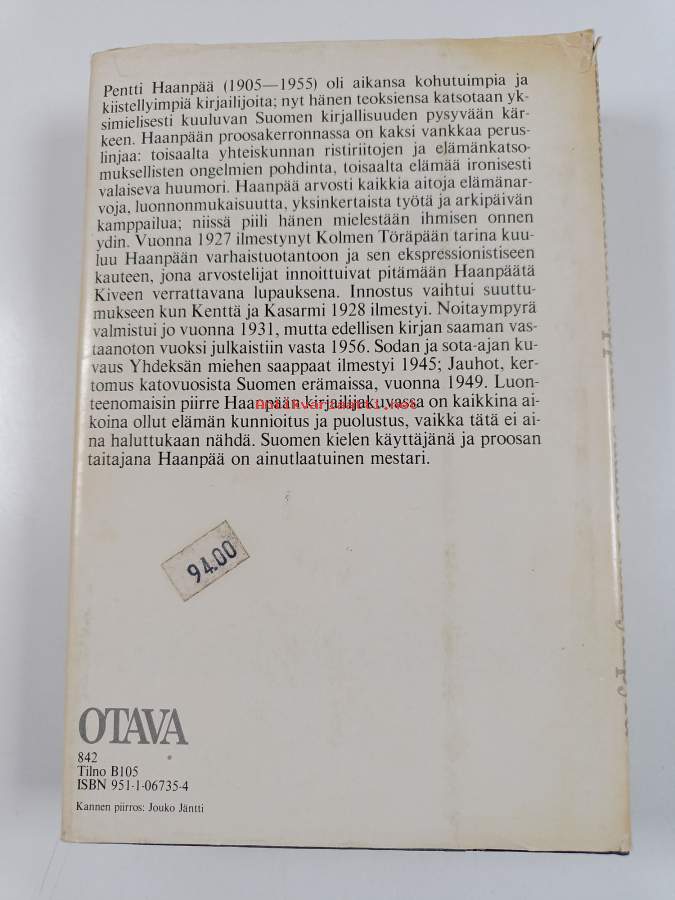 Pentti Haanpää (1905—1955) oli aikansa kohutuimpia ja
kiistellyimpiä kirjailijoita; nyt hänen teoksiensa katsotaan yk-
simielisesti kuuluvan Suomen kirjallisuuden pysyvään kär-
keen. Haanpään proosakerronnassa on kaksi vankkaa perus-
linjaa: toisaalta yhteiskunnan ristiriitojen ja elämänkatso-
muksellisten ongelmien pohdinta, toisaalta elämää ironisesti
valaiseva huumori. Haanpää arvosti kaikkia aitoja elämänar-
voja, luonnonmukaisuutta, yksinkertaista työtä ja arkipäivän
kamppailua; niissä piili hänen mielestään ihmisen onnen
ydin. Vuonna 1927 ilmestynyt Kolmen Töräpään tarina kuu-
luu Haanpään varhaistuotantoon ja sen ekspressionistiseen
kauteen, jona arvostelijat innoittuivat pitämään Haanpäätä
Kiveen verrattavana lupauksena. Innostus vaihtui suuttu-
mukseen kun Kenttä ja Kasarmi 1928 ilmestyi. Noitaympyrä
valmistui jo vuonna 1931, mutta edellisen kirjan saaman vas-
taanoton vuoksi julkaistiin vasta 1956. Sodan ja sota-ajan ku-
vaus Yhdeksän miehen saappaat ilmestyi 1945; Jauhot, ker-
tomus katovuosista Suomen erämaissa, vuonna 1949. Luon-
teenomaisin piirre Haanpään kirjailijakuvassa on kaikkina ai-
koina ollut elämän kunnioitus ja puolustus, vaikka tätä ei ai-
na haluttukaan nähdä. Suomen kielen käyttäjänä ja proosan
taitajana Haanpää on ainutlaatuinen mestari.
Antikvariaatti.net
94.00
OTAVA
842
Tilno B105
ISBN 951-1-06735-4
Kannen piirros: Jouko Jäntti